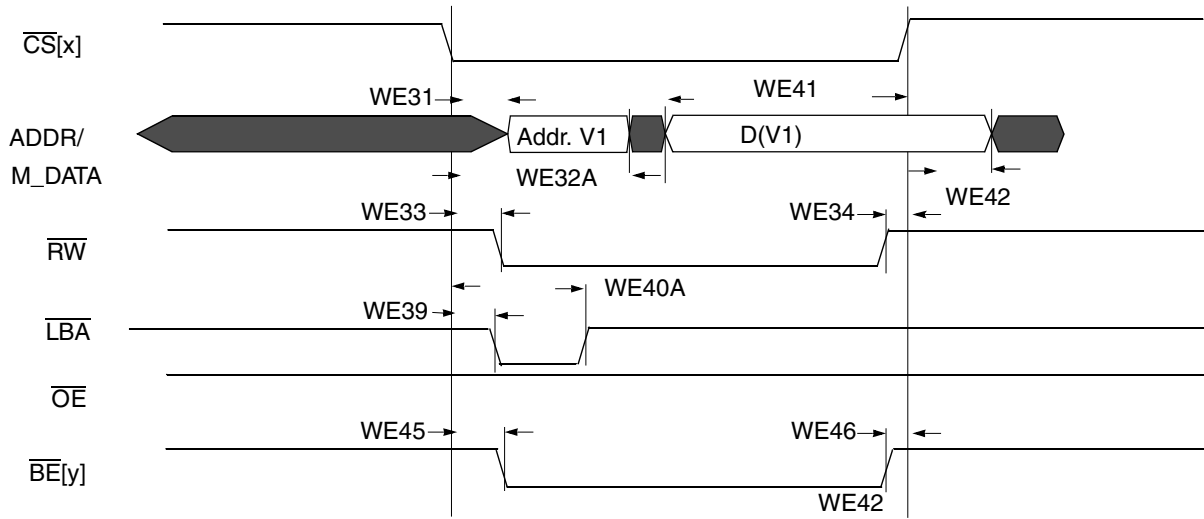 CS[x]
WE31
WE41
ADDR/
M_DATA
Addr. V1
D(V1)
WE32A
WE42
WE33
WE34
RW
WE40A
WE39
LBA
OE
WE45
WE46
BE[y]
WE42